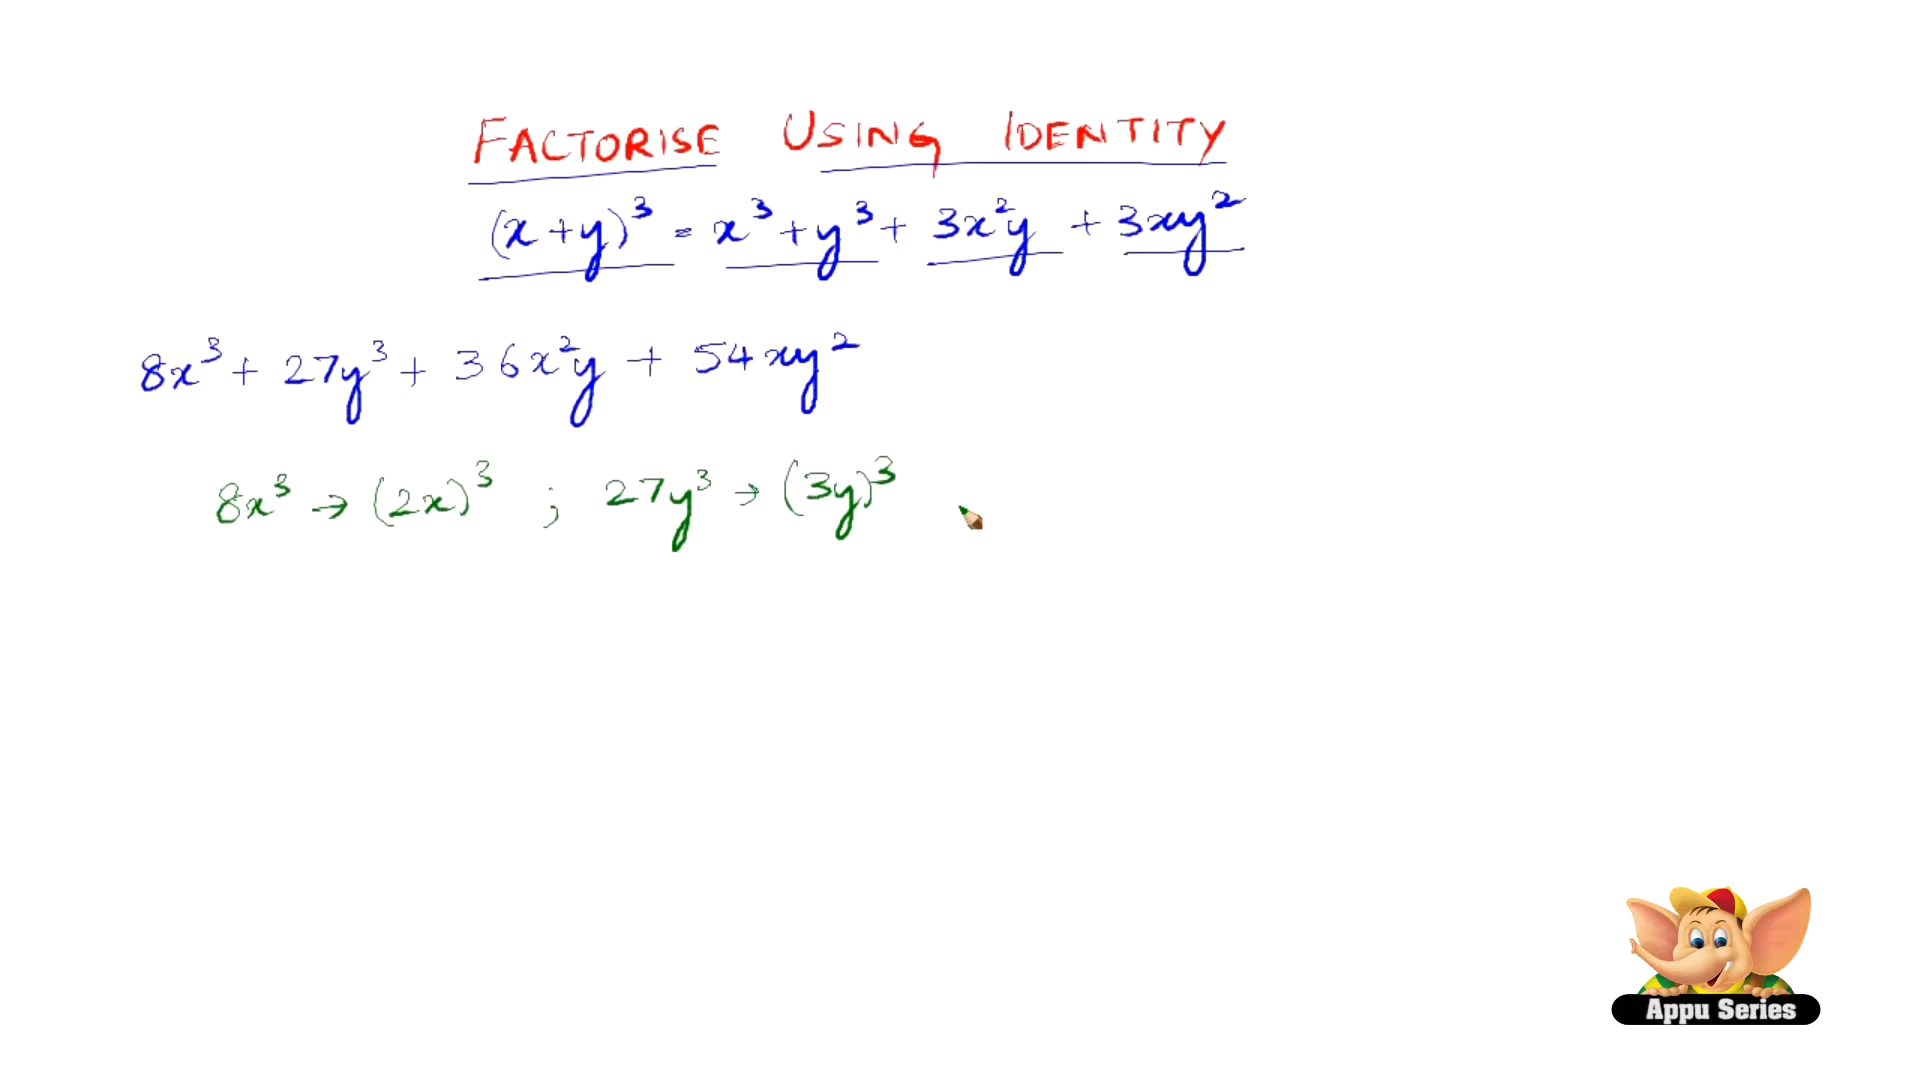 FACTORISE USING IDENTITY
(x+y)³ = x³+y³+ 3x²y + 3xy²
8x³+ 27y³ + 36x²y + 54xy²
8x³ → (2x)³ ; 27y³ → (3y)³
Appu Series